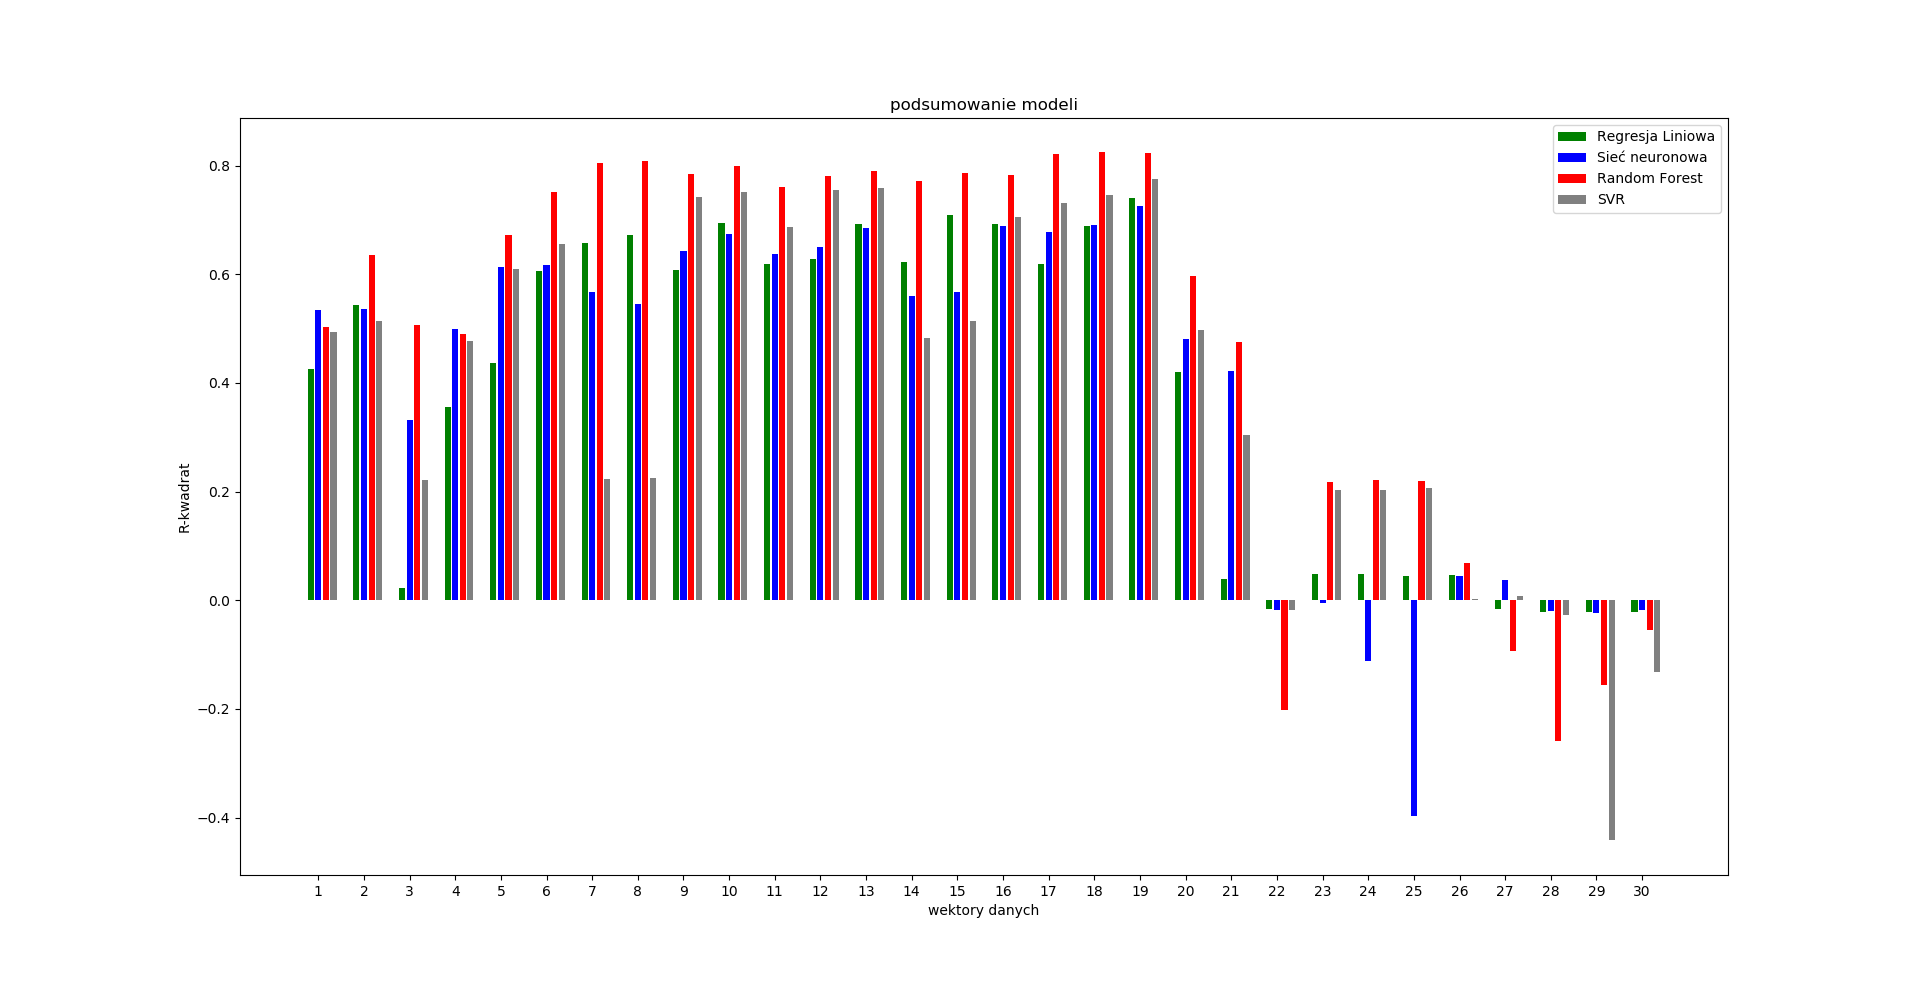 podsumowanie modeli
Regresja Liniowa
Sieć neuronowa
Random Forest
SVR
R-kwadrat
0.8
0.6
0.4
0.2
0.0
−0.2
−0.4
1 2 3 4 5 6 7 8 9 10 11 12 13 14 15 16 17 18 19 20 21 22 23 24 25 26 27 28 29 30
wektory danych